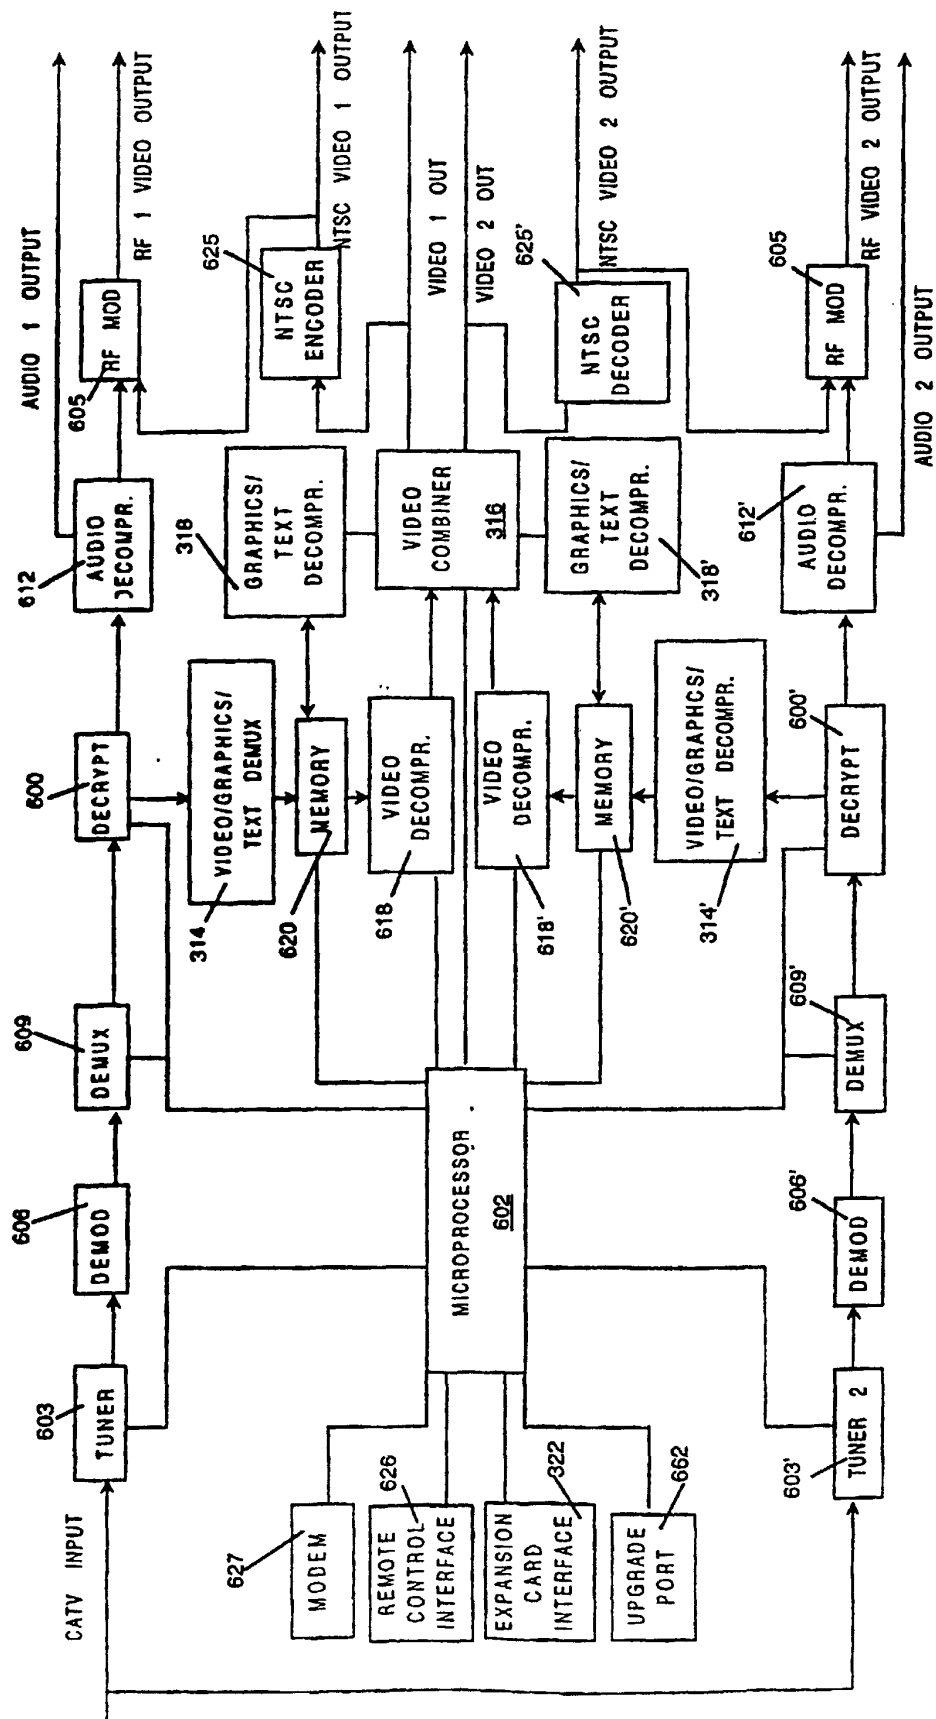 CATV INPUT
603
TUNER
606
DEMOD
609
DEMUX
600
DECRYPT
612
AUDIO
DECOMPR.
AUDIO 1 OUTPUT
605
RF MOD
RF 1 VIDEO OUTPUT
314
VIDEO/GRAPHICS/
TEXT DEMUX
318
GRAPHICS/
TEXT
DECOMPR.
625
NTSC
ENCODER
NTSC VIDEO 1 OUTPUT
620
MEMORY
618
VIDEO
DECOMPR.
VIDEO
COMBINER
316
VIDEO 1 OUT
VIDEO 2 OUT
627
MODEM
626
REMOTE
CONTROL
INTERFACE
322
EXPANSION
CARD
INTERFACE
662
UPGRADE
PORT
MICROPROCESSOR
602
618'
VIDEO
DECOMPR.
620'
MEMORY
318'
GRAPHICS/
TEXT
DECOMPR.
625'
NTSC
DECODER
NTSC VIDEO 2 OUTPUT
314'
VIDEO/GRAPHCS/
TEXT DECOMPR.
603'
TUNER 2
606'
DEMOD
609'
DEMUX
600'
DECRYPT
612'
AUDIO
DECOMPR.
605
RF MOD
RF VIDEO 2 OUTPUT
AUDIO 2 OUTPUT